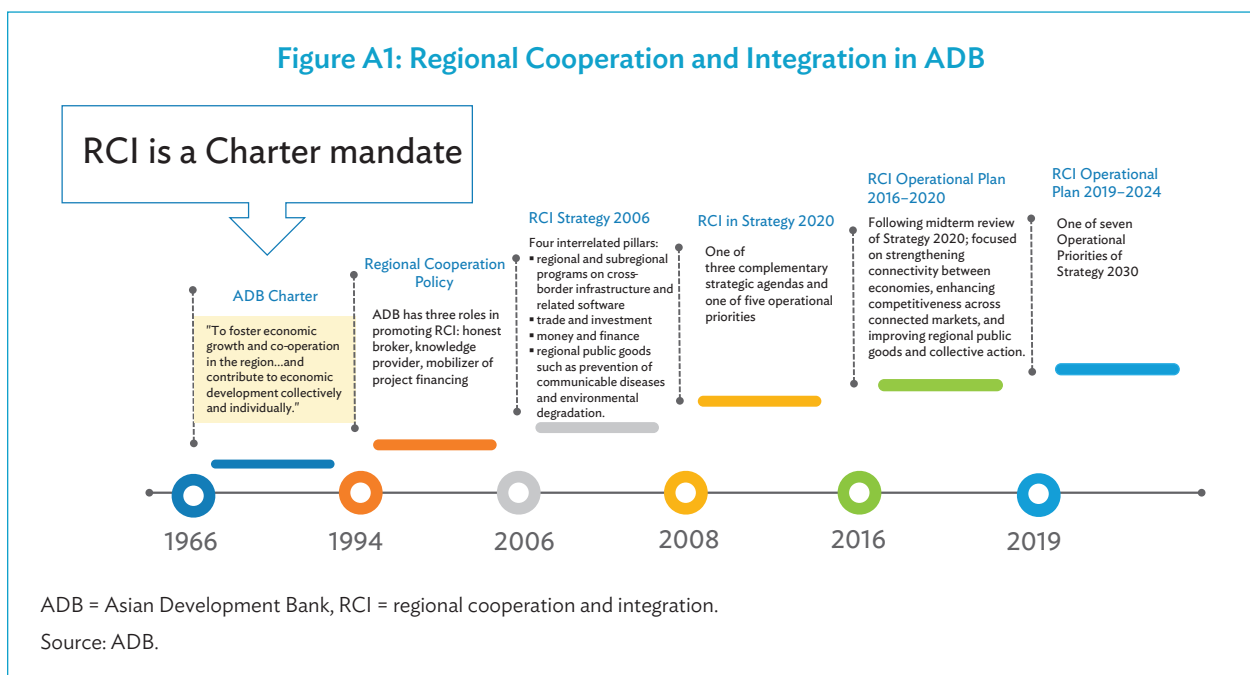 Figure A1: Regional Cooperation and Integration in ADB
RCI is a Charter mandate
ADB Charter
"To foster economic
growth and co-operation
in the region...and
contribute to economic
development collectively
and individually."
Regional Cooperation
Policy
ADB has three roles in
promoting RCI: honest
broker, knowledge
provider, mobilizer of
project financing
RCI Strategy 2006
Four interrelated pillars:
▪ regional and subregional
programs on cross-
border infrastructure and
related software
▪ trade and investment
▪ money and finance
▪ regional public goods
such as prevention of
communicable diseases
and environmental
degradation.
RCI in Strategy 2020
One of
three complementary
strategic agendas and
one of five operational
priorities
RCI Operational Plan
2016–2020
Following midterm review
of Strategy 2020; focused
on strengthening
connectivity between
economies, enhancing
competitiveness across
connected markets, and
improving regional public
goods and collective action.
RCI Operational
Plan 2019–2024
One of seven
Operational
Priorities of
Strategy 2030
1966
1994
2006
2008
2016
2019
ADB = Asian Development Bank, RCI = regional cooperation and integration.
Source: ADB.